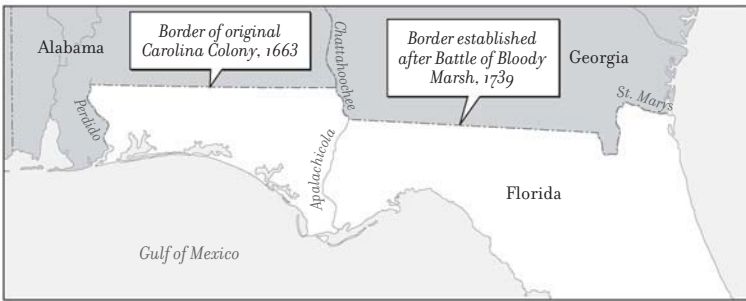 Alabama
Border of original
Carolina Colony, 1663
Chattahoochee
Border established
after Battle of Bloody
Marsh, 1739
Georgia
St. Marys
Perdido
Apalachicola
Florida
Gulf of Mexico